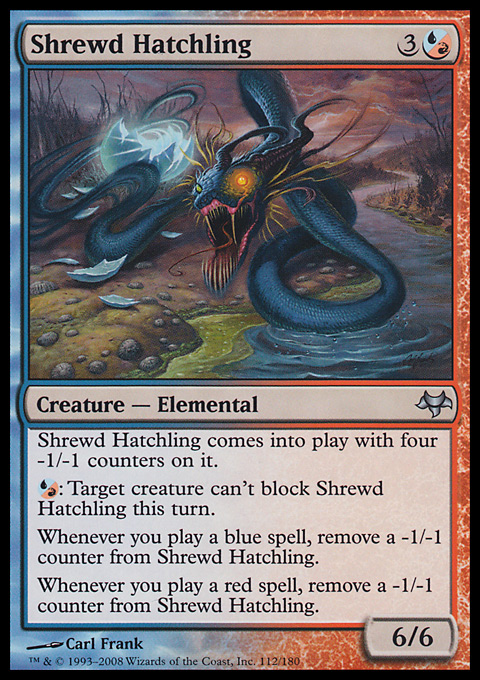 Shrewd Hatchling 3
Creature — Elemental
Shrewd Hatchling comes into play with four
-1/-1 counters on it.
: Target creature can't block Shrewd
Hatchling this turn.
Whenever you play a blue spell, remove a -1/-1
counter from Shrewd Hatchling.
Whenever you play a red spell, remove a -1/-1
counter from Shrewd Hatchling.
6/6
Carl Frank
™ & © 1993–2008 Wizards of the Coast, Inc. 112/180